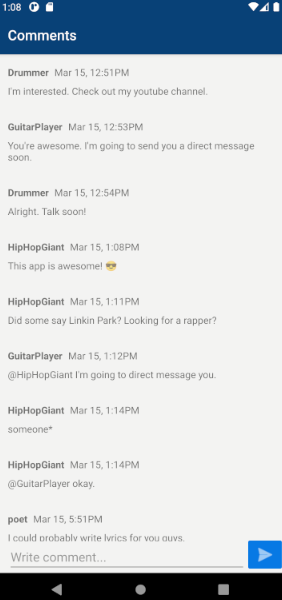 1:08
Comments
Drummer Mar 15, 12:51PM
I'm interested. Check out my youtube channel.
GuitarPlayer Mar 15, 12:53PM
You're awesome. I'm going to send you a direct message
soon.
Drummer Mar 15, 12:54PM
Alright. Talk soon!
HipHopGiant Mar 15, 1:08PM
This app is awesome! 😎
HipHopGiant Mar 15, 1:11PM
Did some say Linkin Park? Looking for a rapper?
GuitarPlayer Mar 15, 1:12PM
@HipHopGiant I'm going to direct message you.
HipHopGiant Mar 15, 1:14PM
someone*
HipHopGiant Mar 15, 1:14PM
@GuitarPlayer okay.
poet Mar 15, 5:51PM
I could probably write lyrics for you guys.
Write comment...